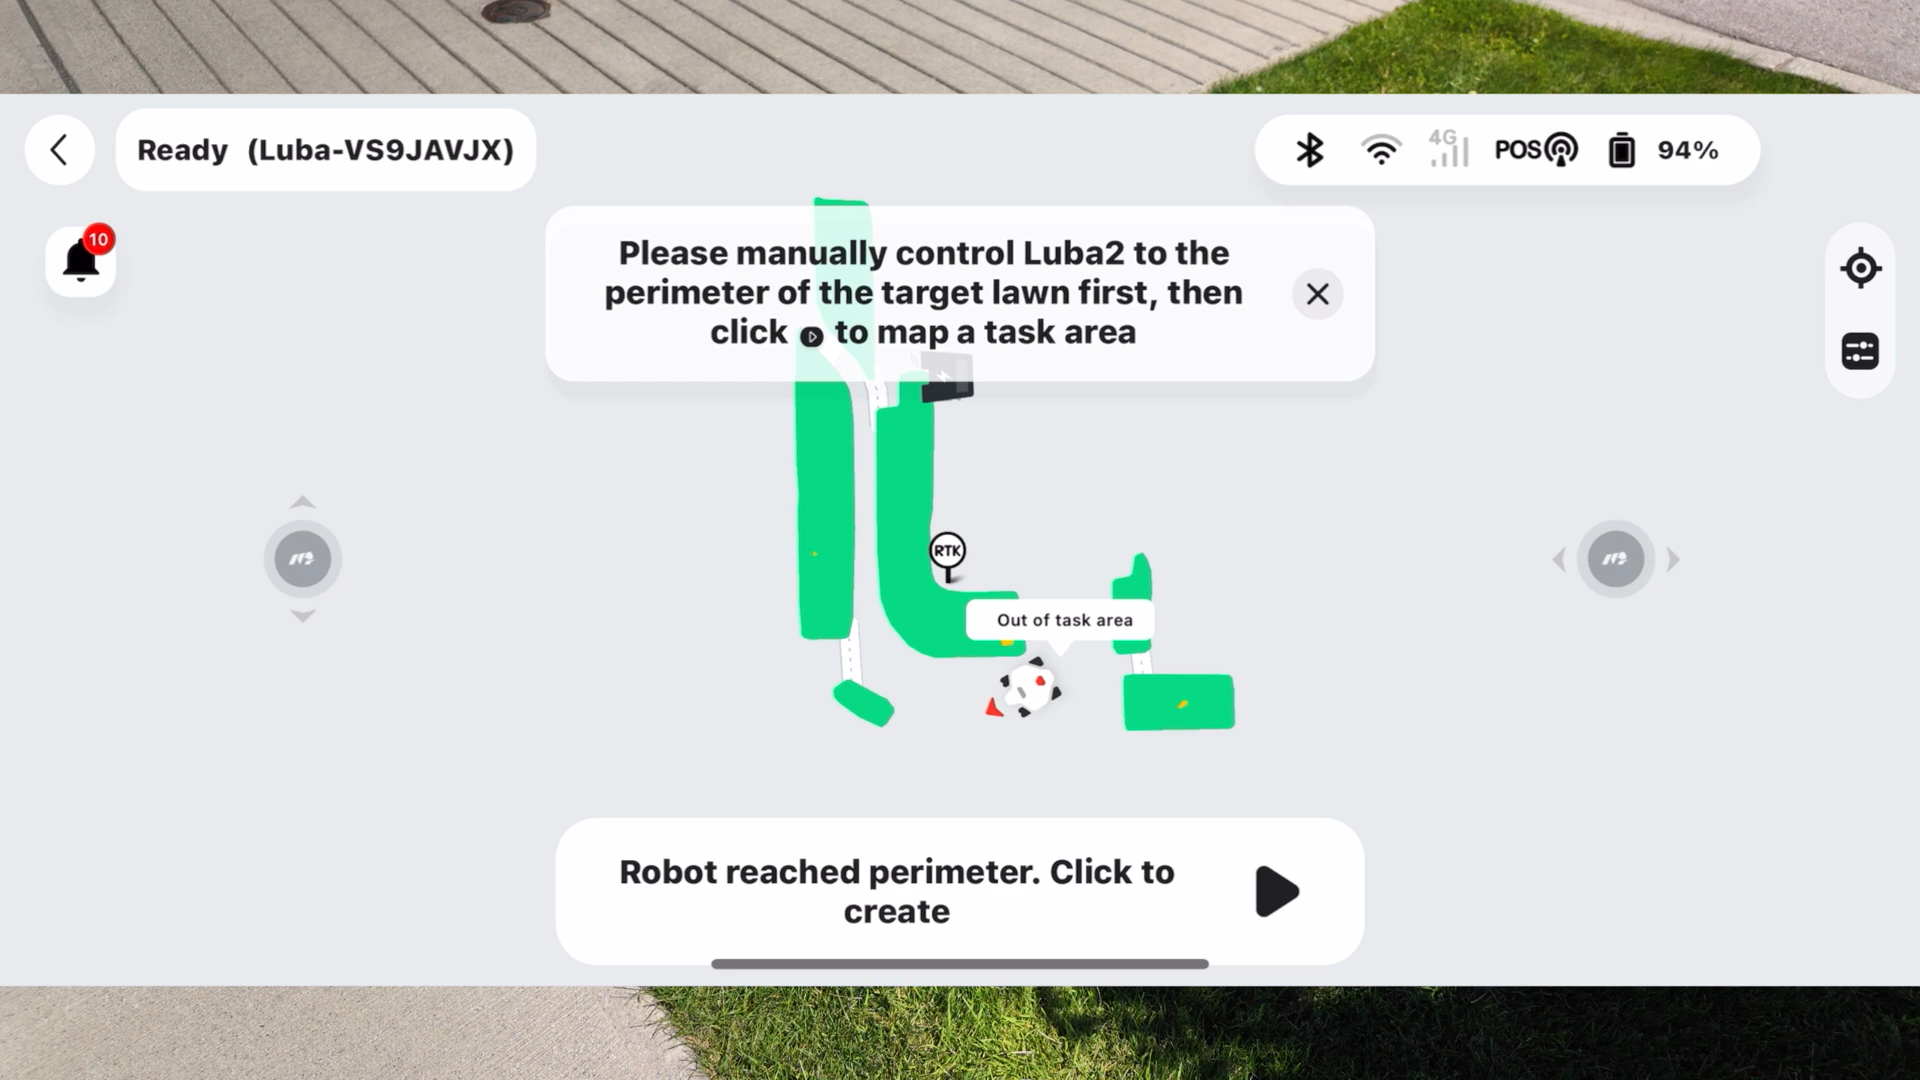 Ready (Luba-VS9JAVJX)
4G
POS
94%
10
Please manually control Luba2 to the
perimeter of the target lawn first, then
click to map a task area
RTK
Out of task area
Robot reached perimeter. Click to
create